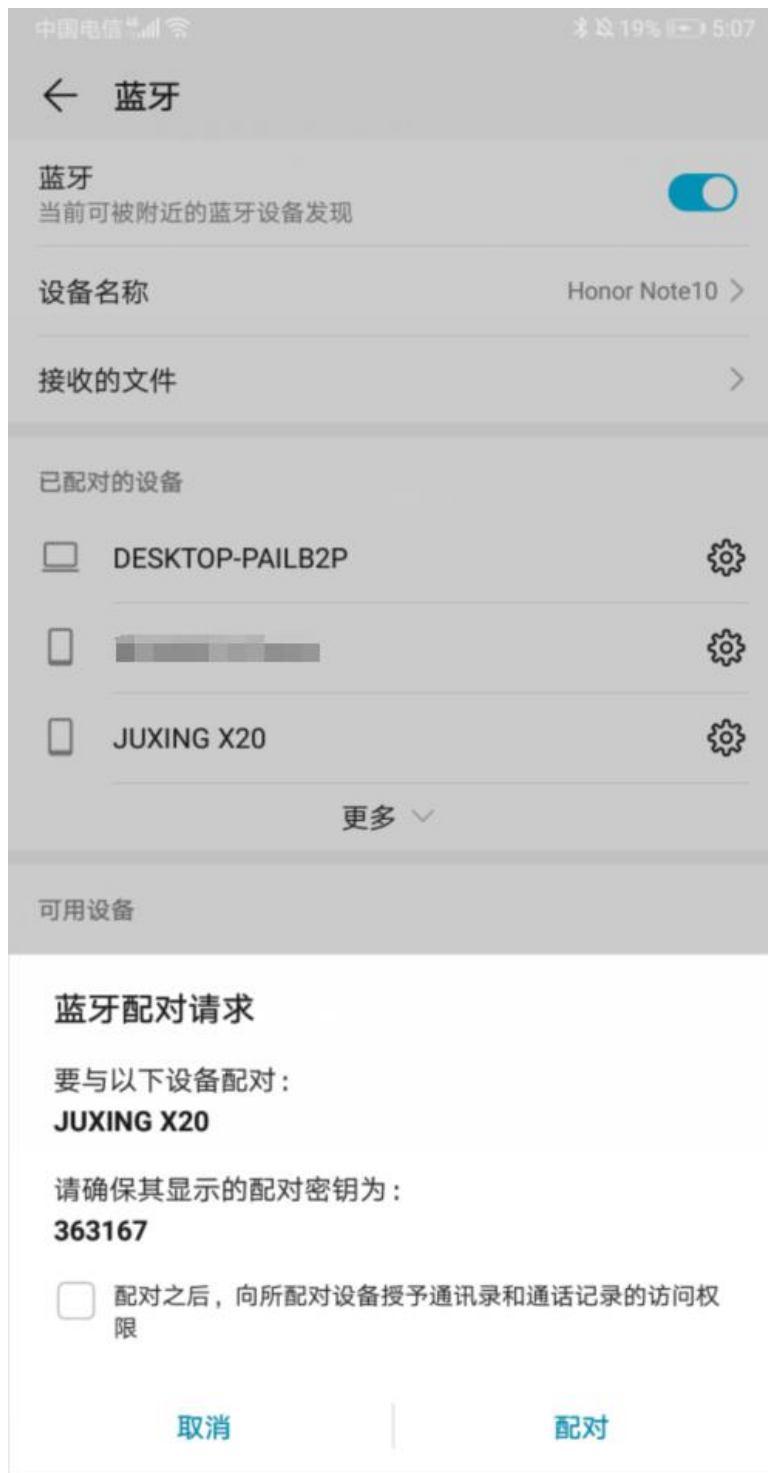 中国电信 4G 19% 5:07
蓝牙
蓝牙
当前可被附近的蓝牙设备发现
设备名称 Honor Note10
接收的文件
已配对的设备
DESKTOP-PAILB2P
JUXING X20
更多
可用设备
蓝牙配对请求
要与以下设备配对：
JUXING X20
请确保其显示的配对密钥为：
363167
配对之后，向所配对设备授予通讯录和通话记录的访问权
限
取消 配对